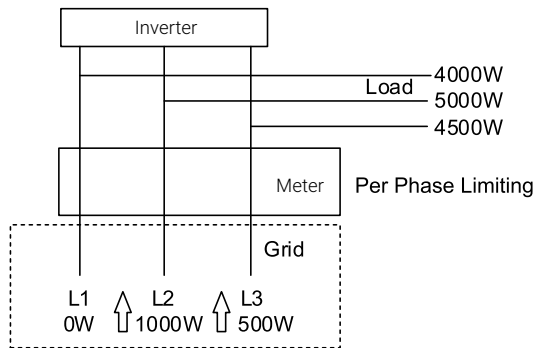 Inverter
4000W
Load
5000W
4500W
Meter
Per Phase Limiting
Grid
L1 L2 L3
0W 1000W 500W